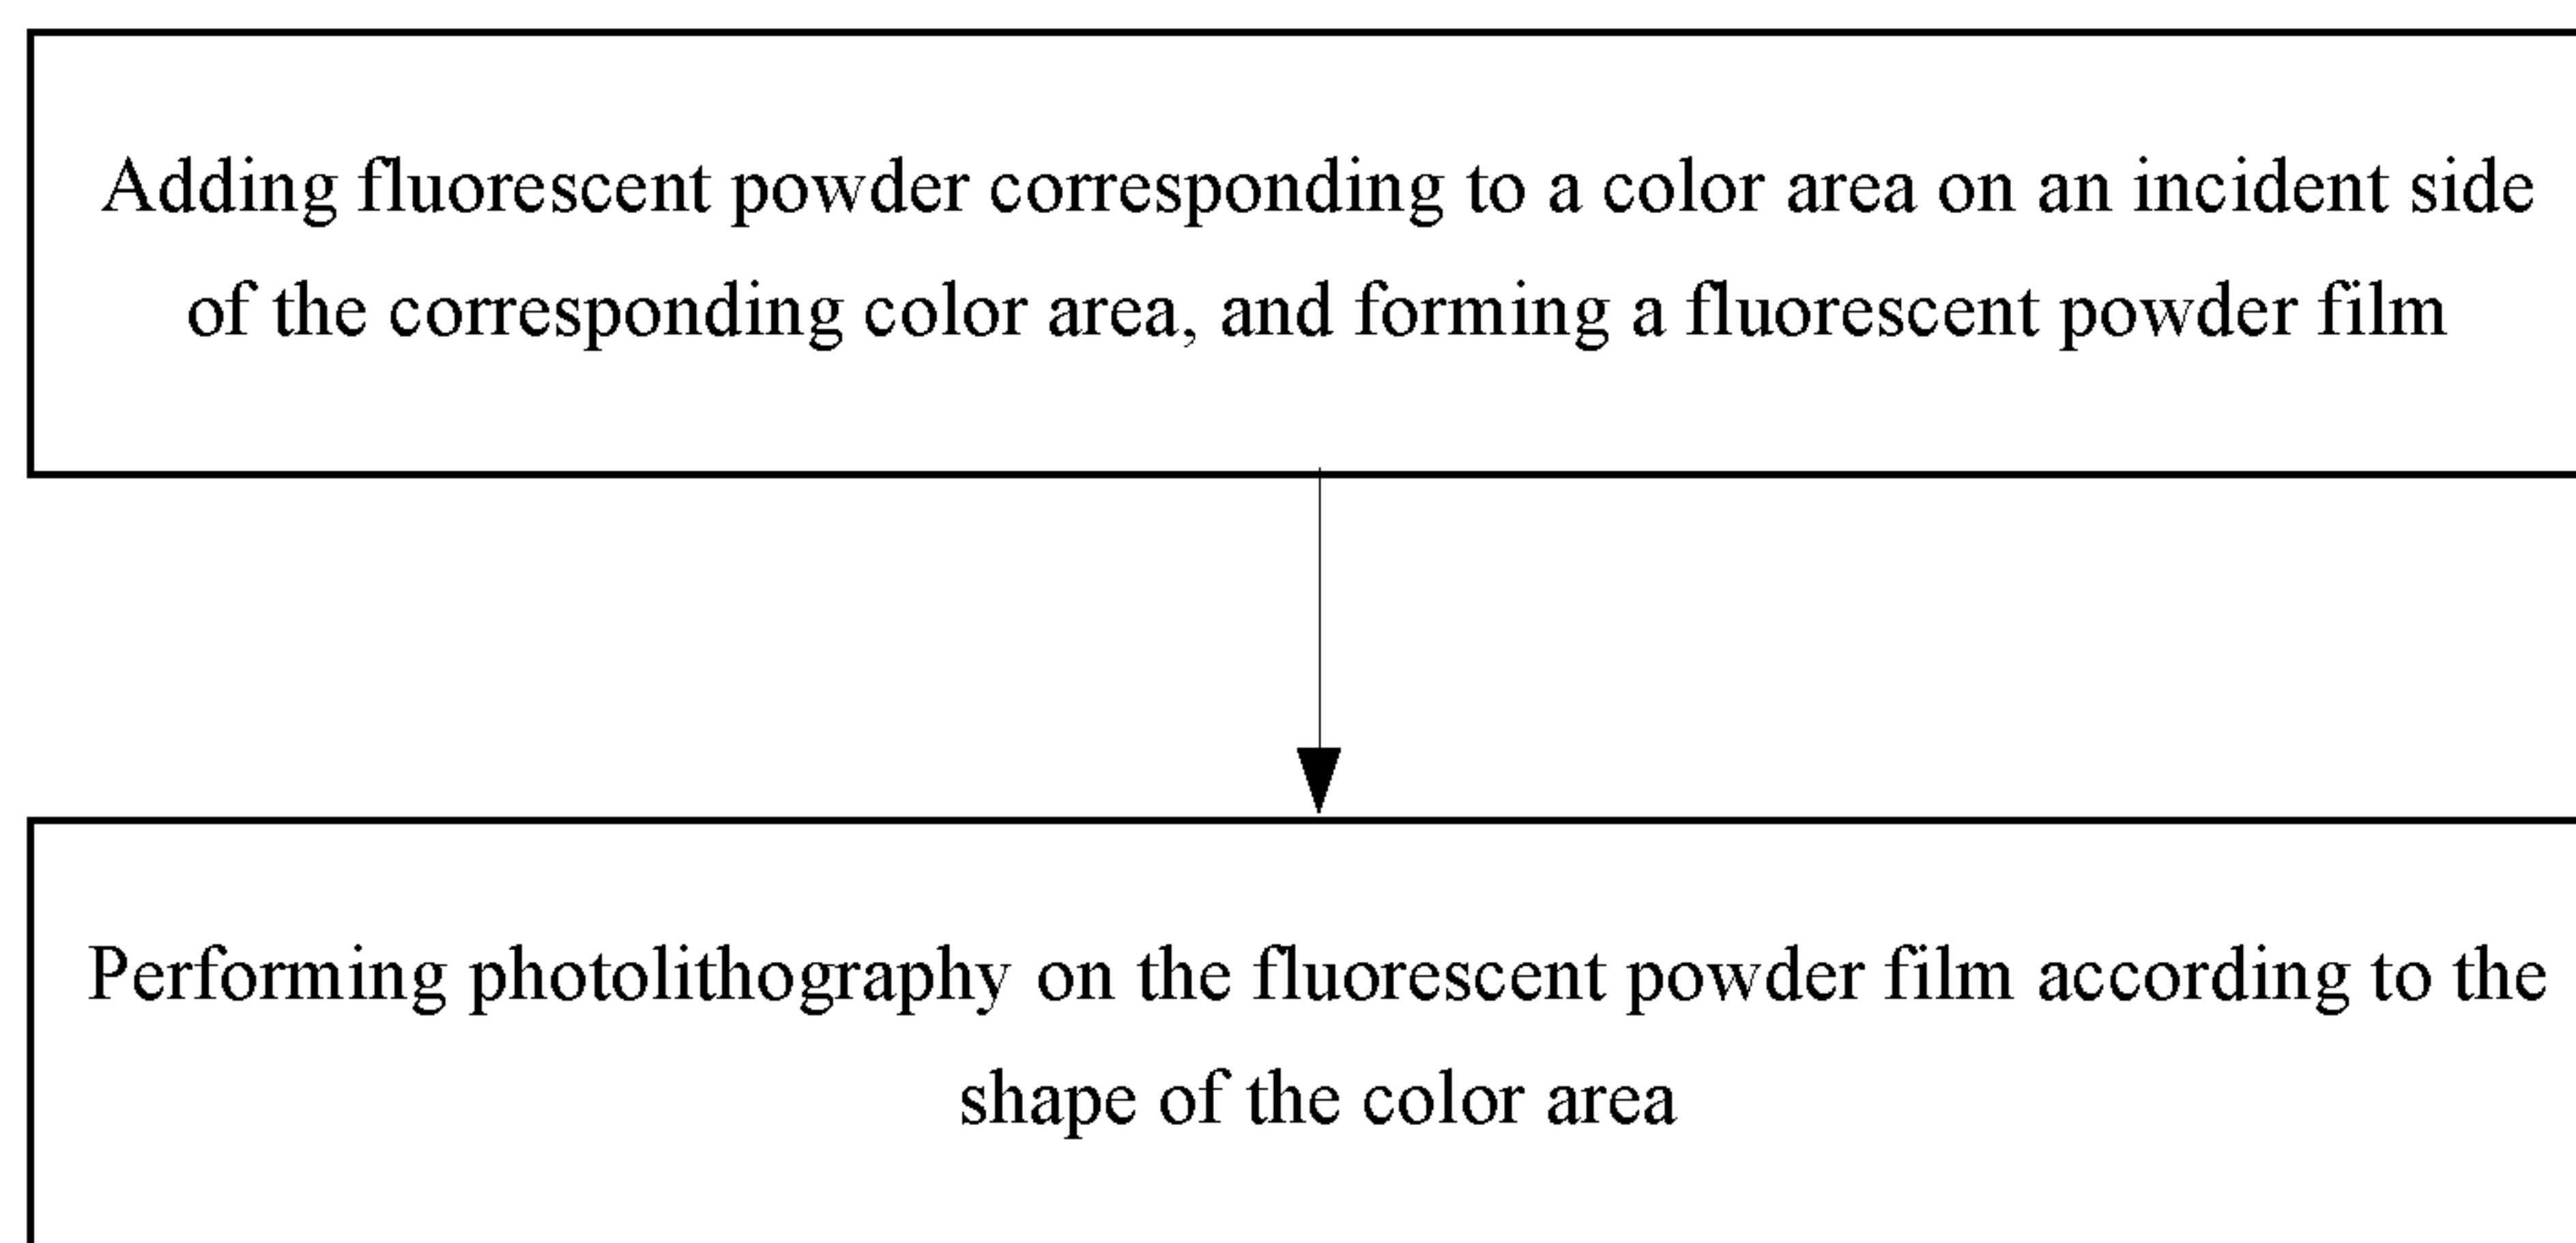 Adding fluorescent powder corresponding to a color area on an incident side
of the corresponding color area, and forming a fluorescent powder film
Performing photolithography on the fluorescent powder film according to the
shape of the color area